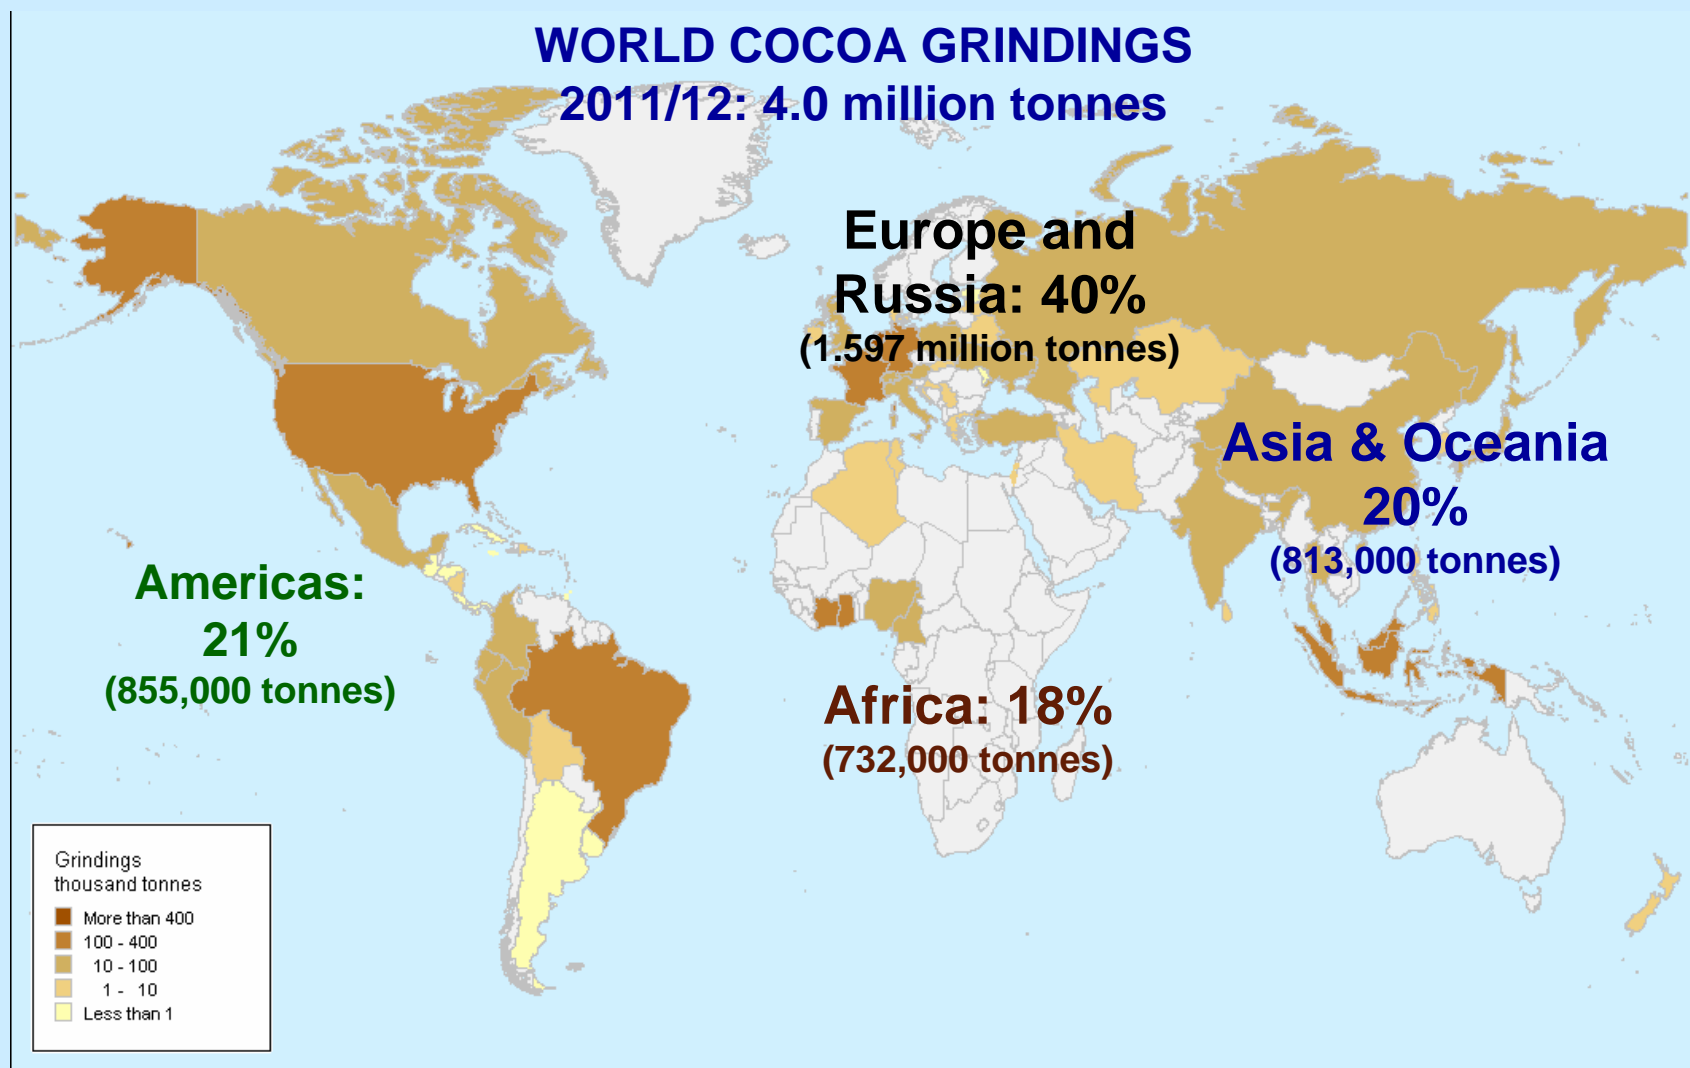 WORLD COCOA GRINDINGS
2011/12: 4.0 million tonnes
Europe and
Russia: 40%
(1.597 million tonnes)
Asia & Oceania
20%
(813,000 tonnes)
Americas:
21%
(855,000 tonnes)
Africa: 18%
(732,000 tonnes)
Grindings
thousand tonnes
More than 400
100 - 400
10 - 100
1 - 10
Less than 1